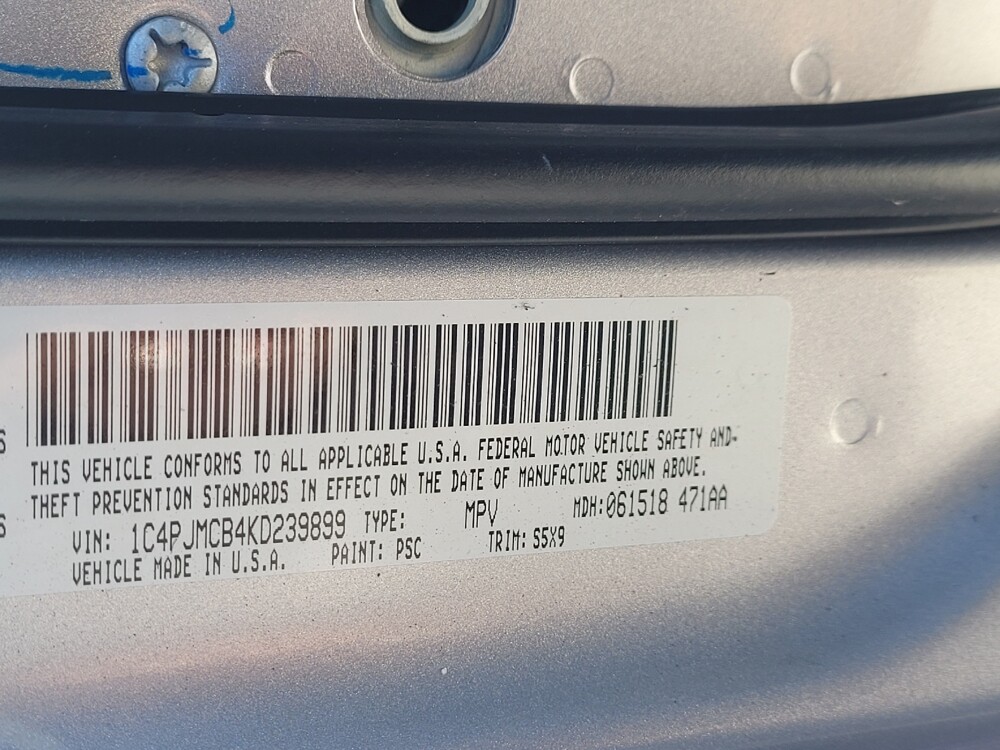 S
THIS VEHICLE CONFORMS TO ALL APPLICABLE U.S.A. FEDERAL MOTOR VEHICLE SAFETY AND
THEFT PREVENTION STANDARDS IN EFFECT ON THE DATE OF MANUFACTURE SHOWN ABOVE.
S
VIN: 1C4PJMCB4KD239899 TYPE: MPV MDH:061518 471AA
VEHICLE MADE IN U.S.A. PAINT: PSC TRIM: S5X9